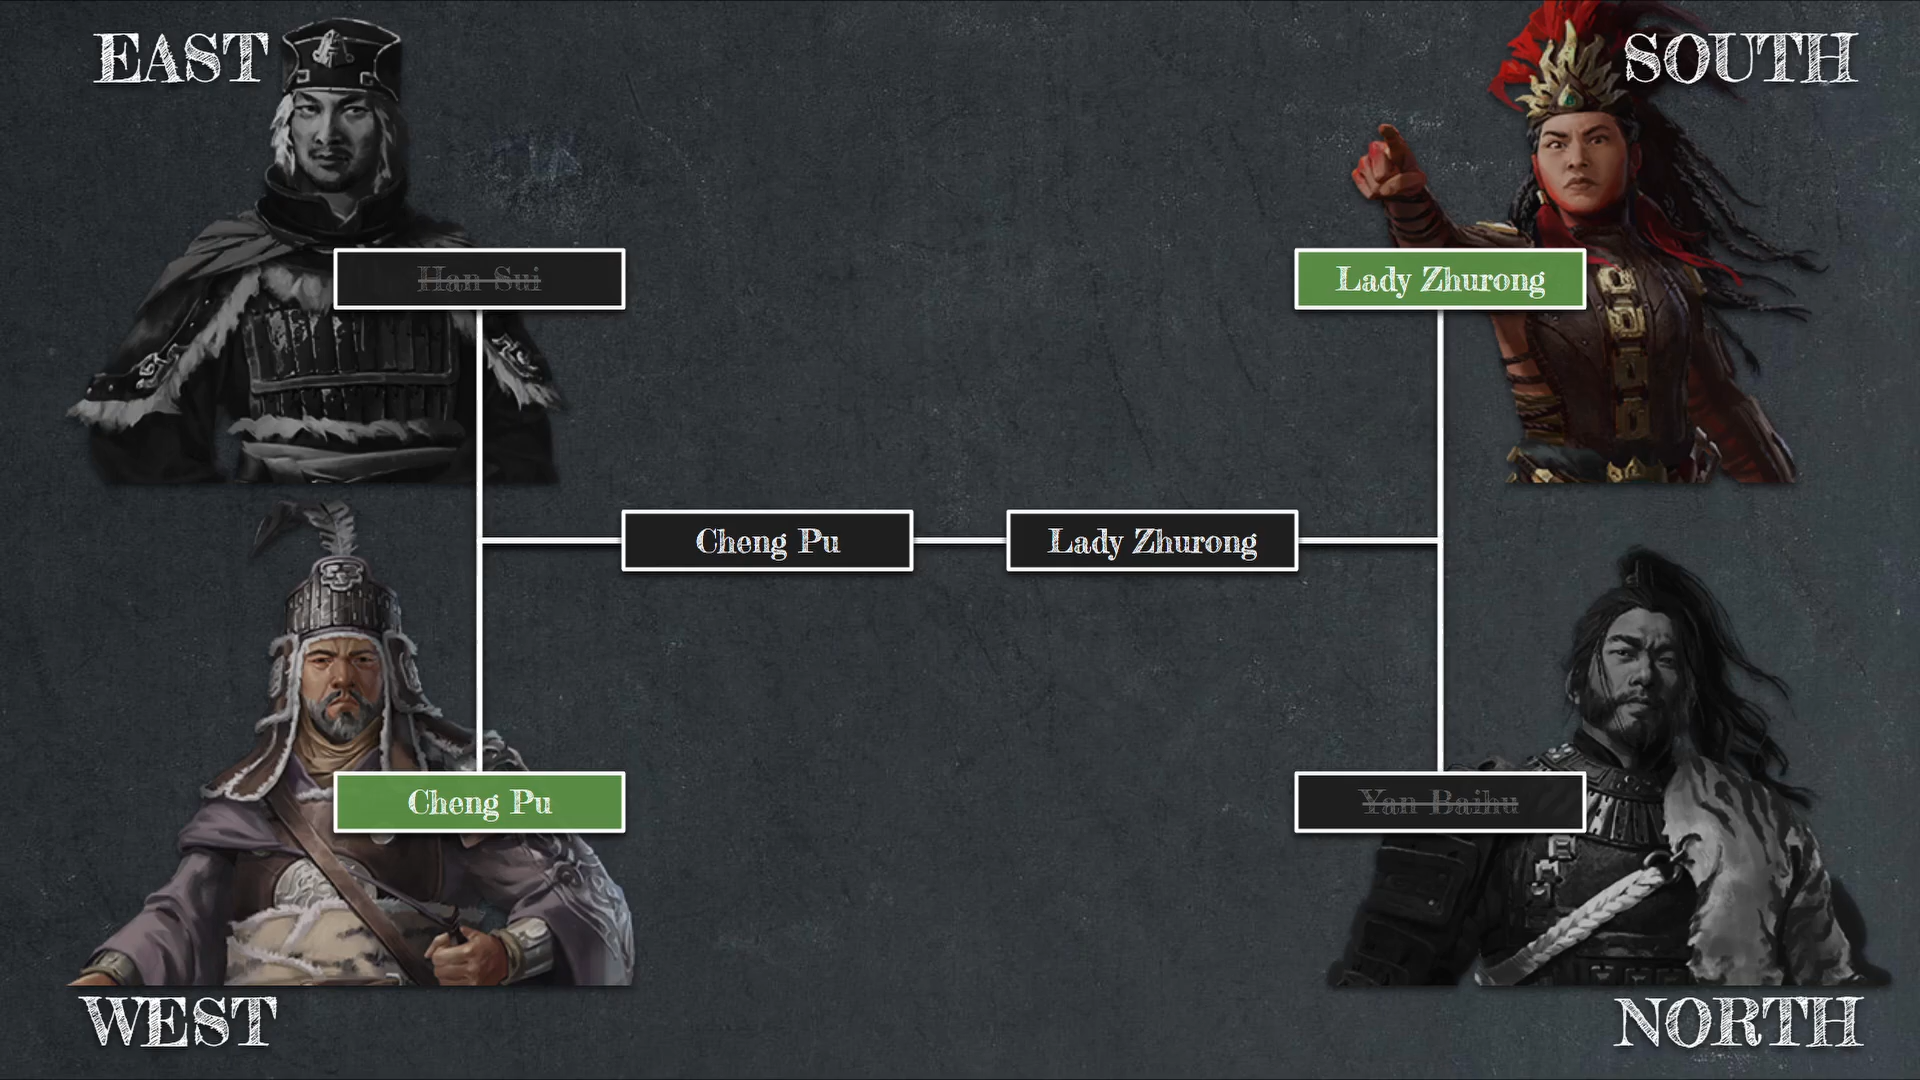 EAST
SOUTH
Han Sui
Lady Zhurong
Cheng Pu
Lady Zhurong
Cheng Pu
Yan Baihu
WEST
NORTH